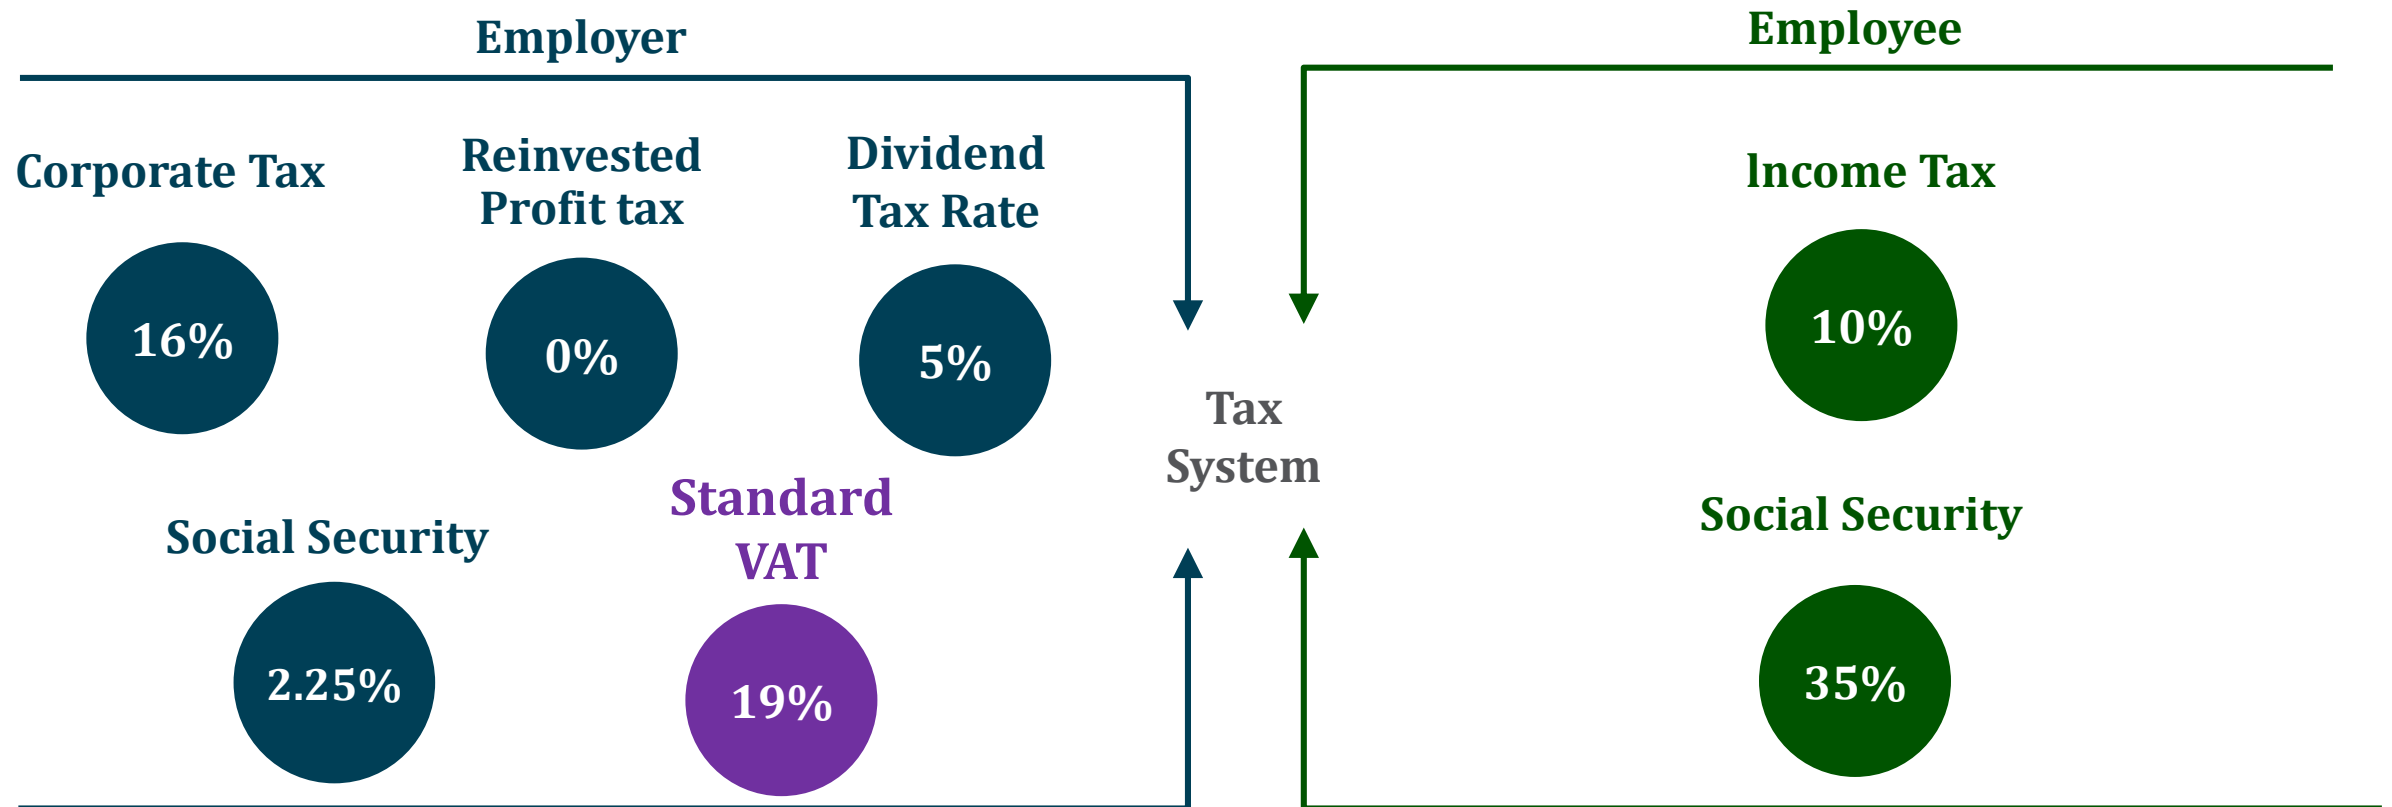 Employer
Employee
Corporate Tax
Reinvested
Profit tax
Dividend
Tax Rate
Income Tax
16%
0%
5%
10%
Tax
System
Standard
VAT
Social Security
Social Security
2.25%
19%
35%